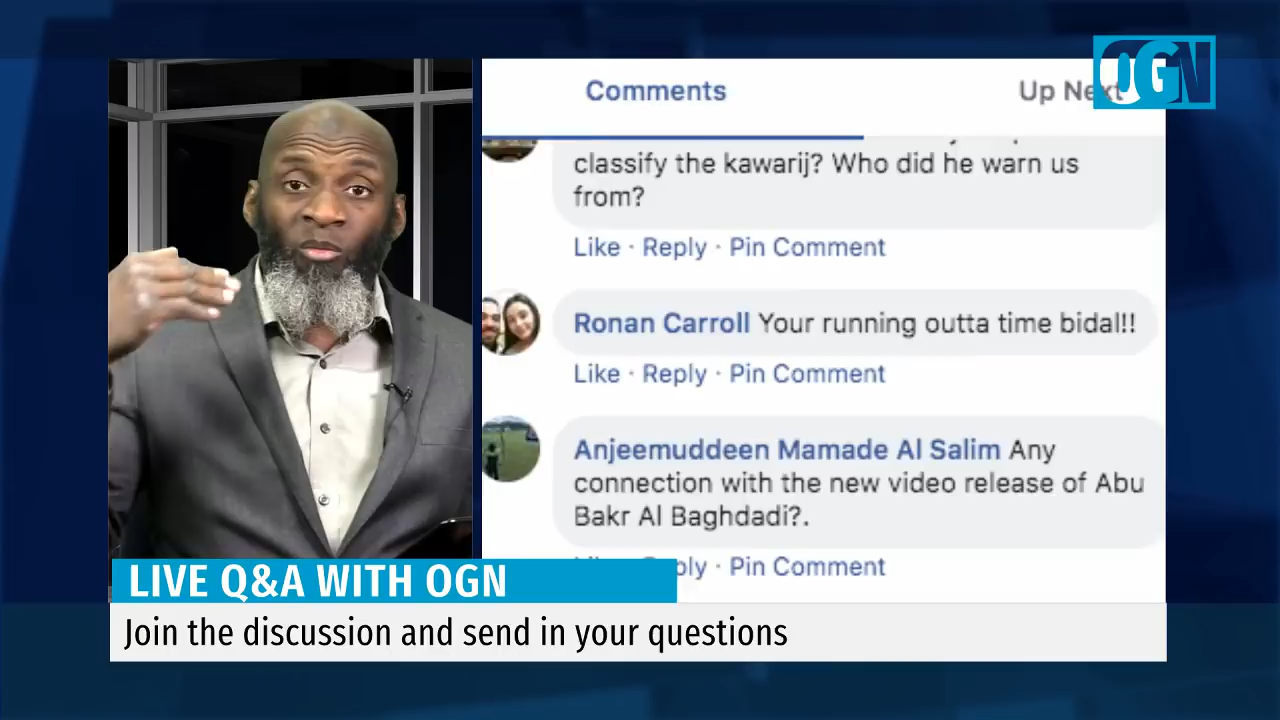 OGN
Comments
Up Next
classify the kawarij? Who did he warn us
from?
Like · Reply · Pin Comment
Ronan Carroll Your running outta time bidal!!
Like · Reply · Pin Comment
Anjeemuddeen Mamade Al Salim Any
connection with the new video release of Abu
Bakr Al Baghdadi?.
Pin Comment
LIVE Q&A WITH OGN
Join the discussion and send in your questions